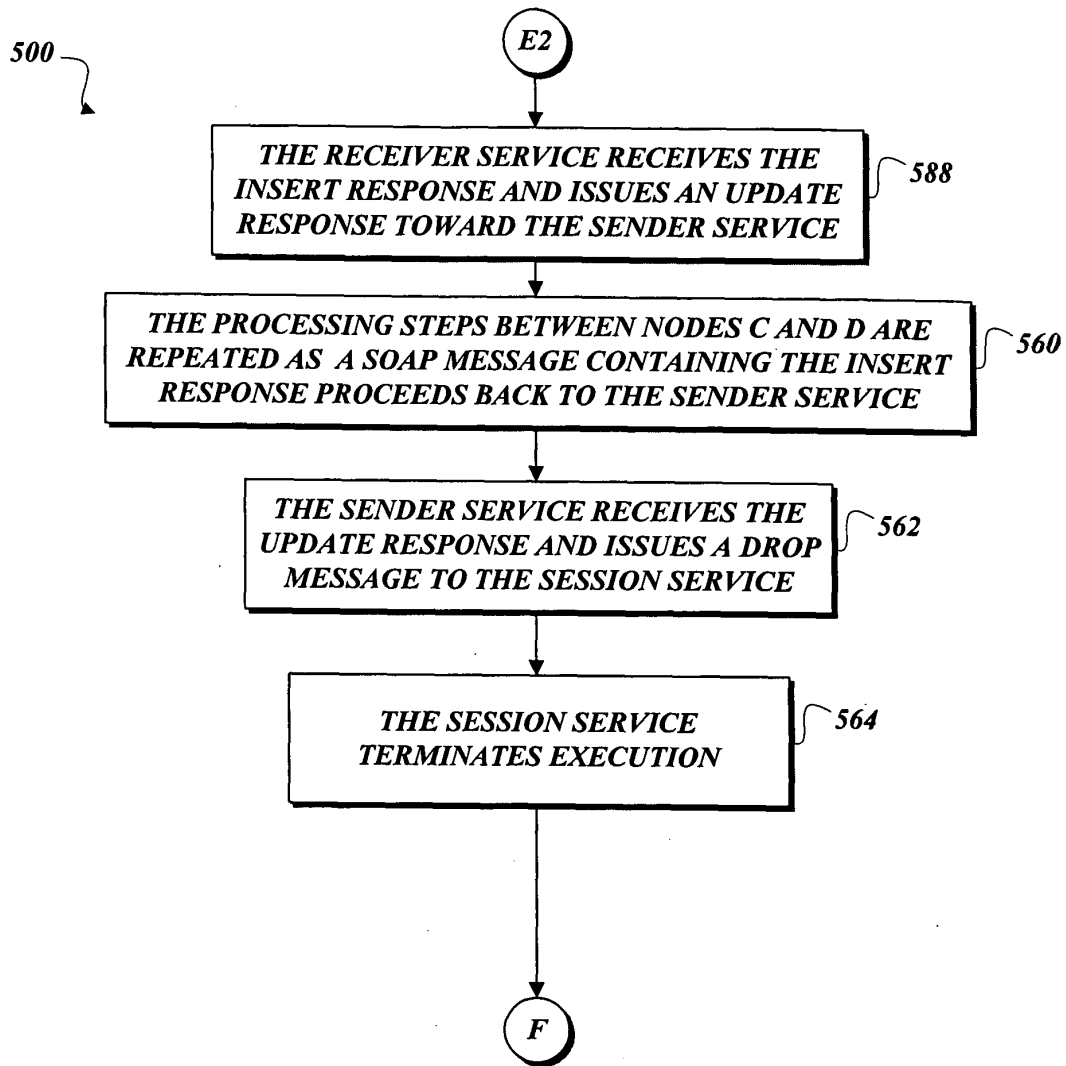 E2
500
THE RECEIVER SERVICE RECEIVES THE
INSERT RESPONSE AND ISSUES AN UPDATE
RESPONSE TOWARD THE SENDER SERVICE
588
THE PROCESSING STEPS BETWEEN NODES C AND D ARE
REPEATED AS A SOAP MESSAGE CONTAINING THE INSERT
RESPONSE PROCEEDS BACK TO THE SENDER SERVICE
560
THE SENDER SERVICE RECEIVES THE
UPDATE RESPONSE AND ISSUES A DROP
MESSAGE TO THE SESSION SERVICE
562
THE SESSION SERVICE
TERMINATES EXECUTION
564
F